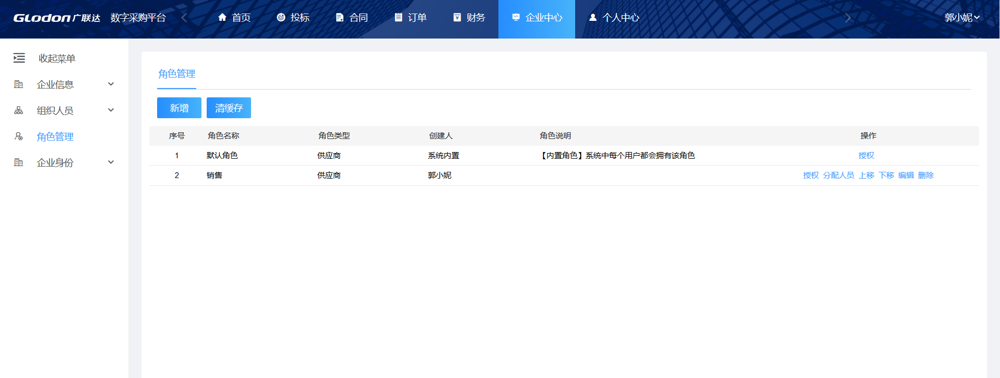 GLodon广联达 数字采购平台 首页 投标 合同 订单 财务 企业中心 个人中心 郭小妮
收起菜单
企业信息
组织人员
角色管理
企业身份
角色管理
新增 清缓存
序号 角色名称 角色类型 创建人 角色说明 操作
1 默认角色 供应商 系统内置 【内置角色】系统中每个用户都会拥有该角色 授权
2 销售 供应商 郭小妮 授权 分配人员 上移 下移 编辑 删除